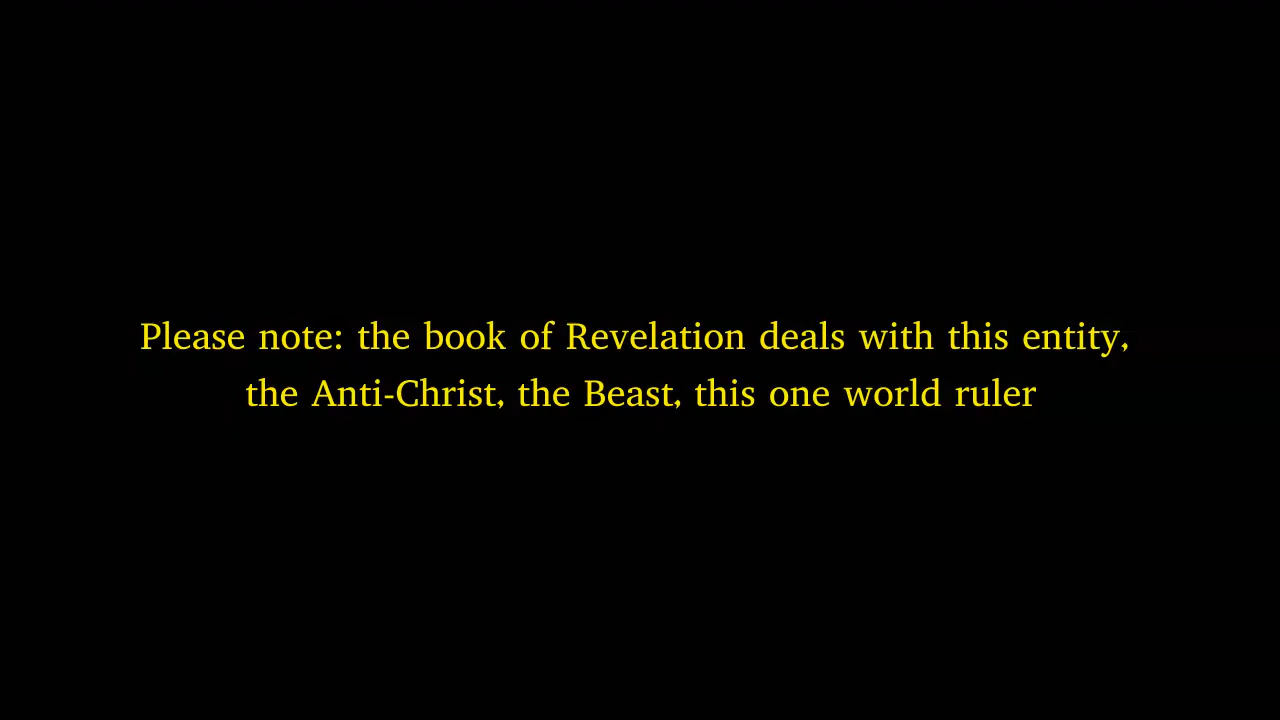 Please note: the book of Revelation deals with this entity,
the Anti-Christ, the Beast, this one world ruler